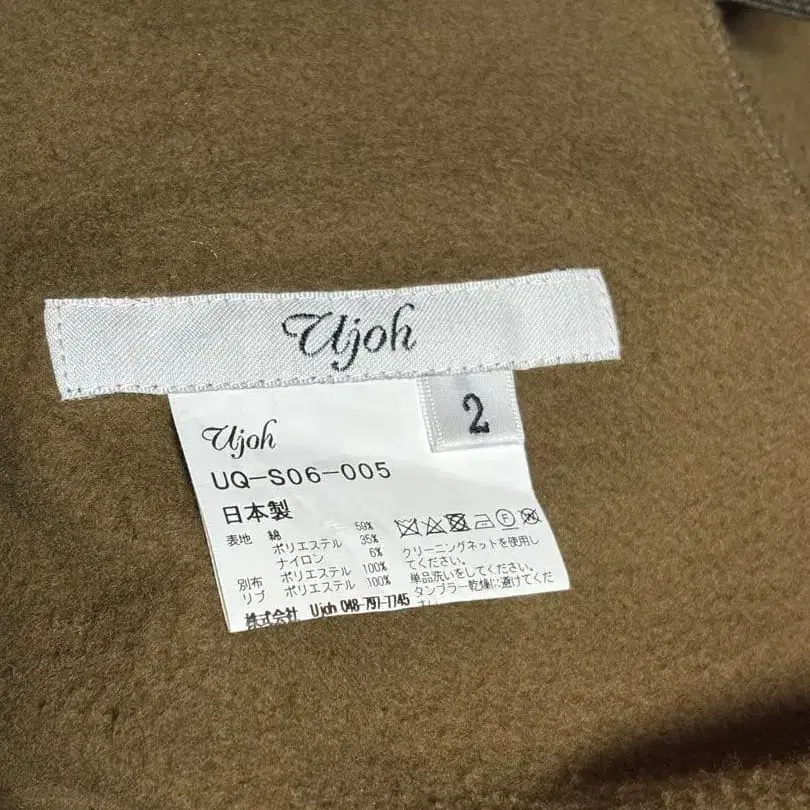 Ujoh
2
Ujoh
UQ-S06-005
日本製
表地 綿 59%
ポリエステル 35%
ナイロン 6%
別布 ポリエステル 100%
リブ ポリエステル 100%
クリーニングネットを使用し
てください。
単品洗いをしてください。
タンブラー乾燥は避けてくだ
さい
株式会社 Ujoh 048-797-7745